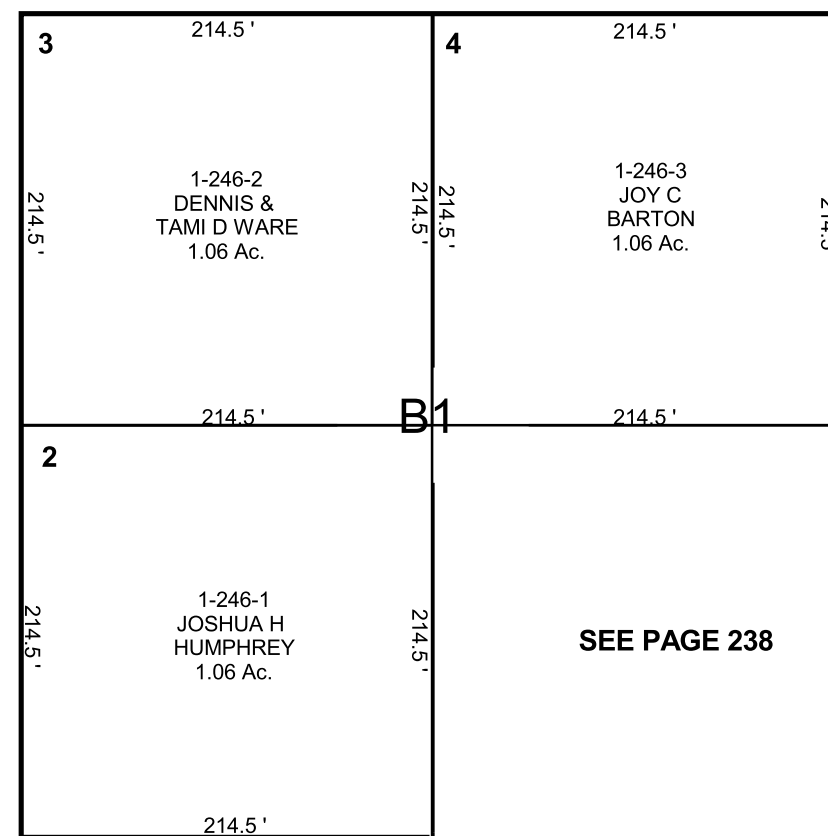 3
214.5 '
4
214.5 '
1-246-2
DENNIS &
TAMI D WARE
1.06 Ac.
1-246-3
JOY C
BARTON
1.06 Ac.
214.5 '
214.5 '
214.5 '
214.5
214.5 '
B1
214.5 '
2
1-246-1
JOSHUA H
HUMPHREY
1.06 Ac.
214.5 '
214.5 '
SEE PAGE 238
214.5 '